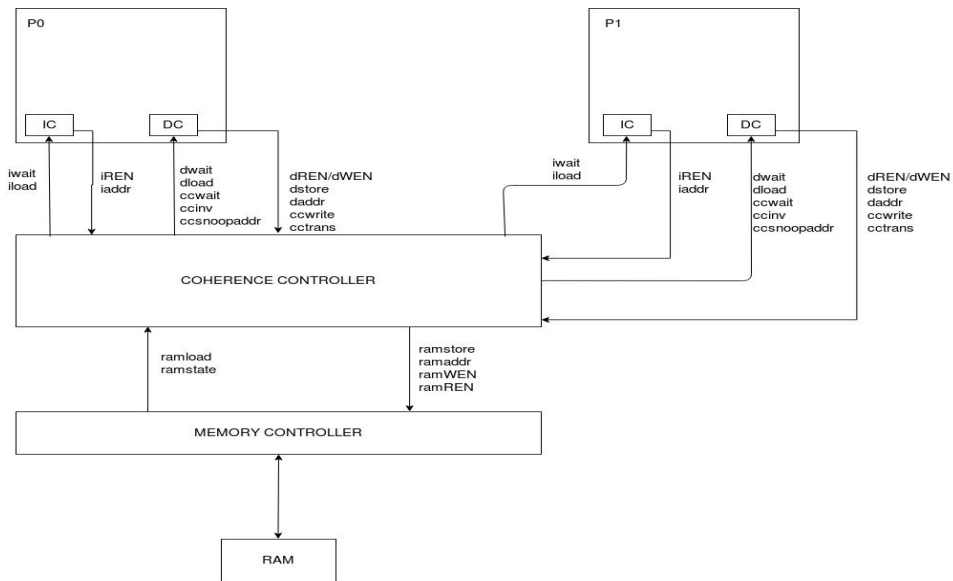 P0
P1
IC
DC
IC
DC
iwait
iload
iREN
iaddr
dwait
dload
ccwait
ccinv
ccsnoopaddr
dREN/dWEN
dstore
daddr
ccwrite
cctrans
iwait
iload
iREN
iaddr
dwait
dload
ccwait
ccinv
ccsnoopaddr
dREN/dWEN
dstore
daddr
ccwrite
cctrans
COHERENCE CONTROLLER
ramload
ramstate
ramstore
ramaddr
ramWEN
ramREN
MEMORY CONTROLLER
RAM